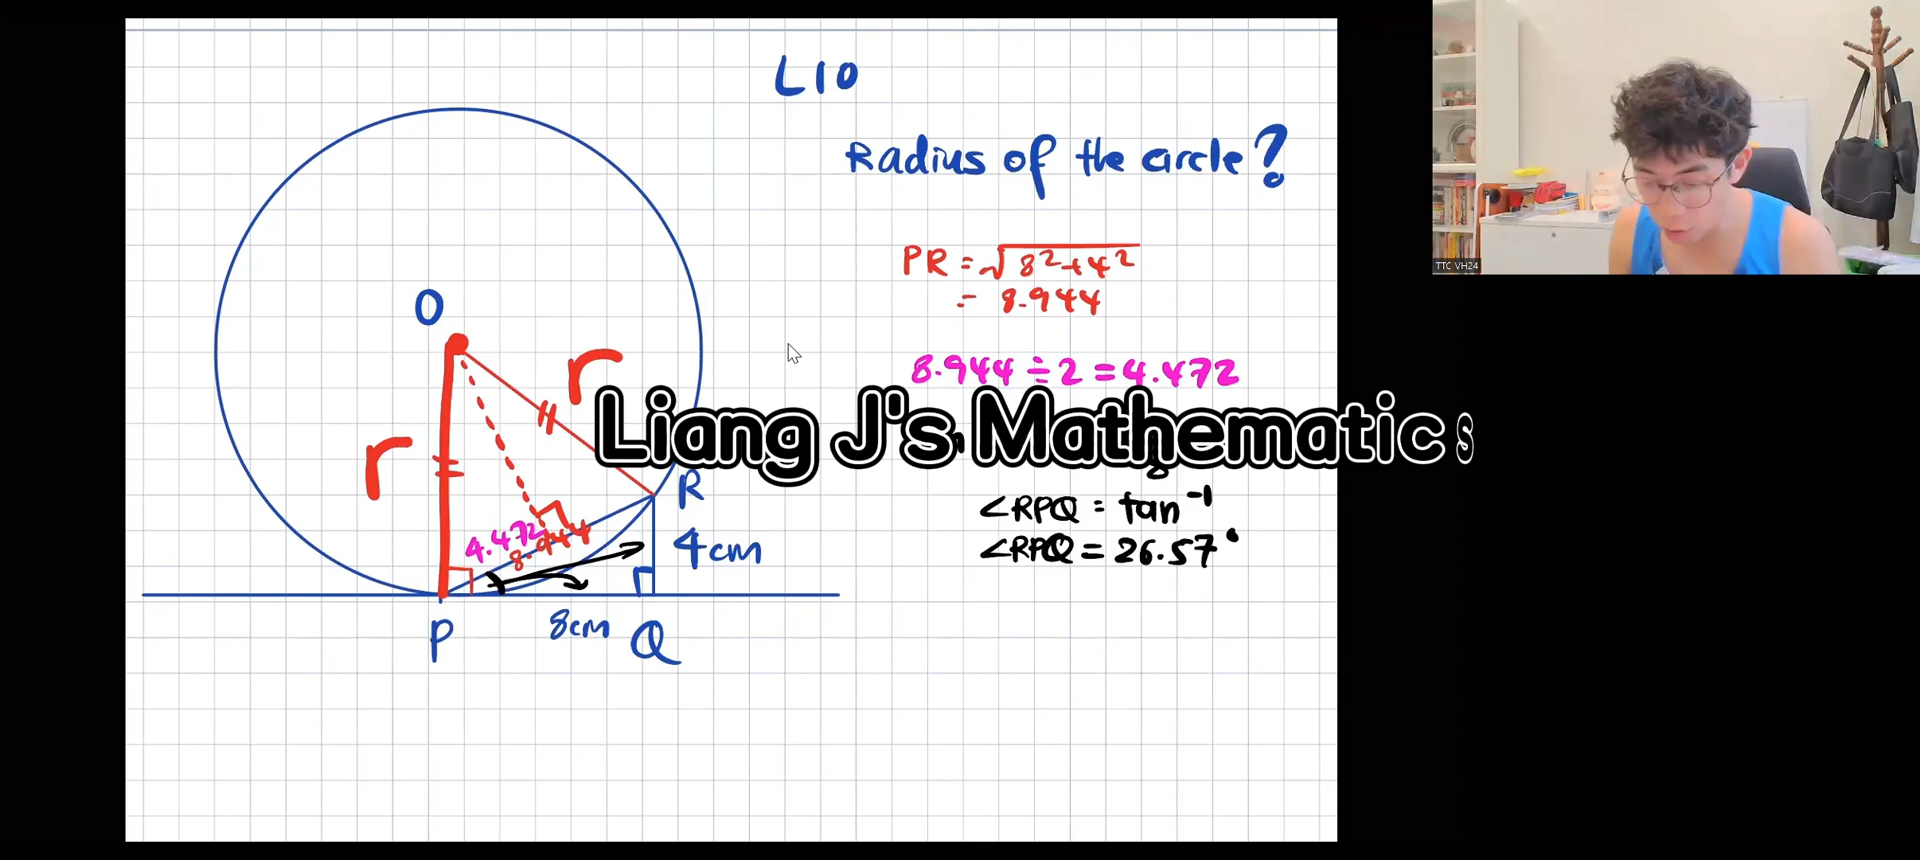 L10
Radius of the circle?
PR = √8²+4²
= 8.944
8.944 ÷ 2 = 4.472
O
r
r
Liang J's Mathematics
R
∠RPQ = tan⁻¹
4.472
8.944
4cm
∠RPQ = 26.57°
P
8cm
Q
TTC VH24